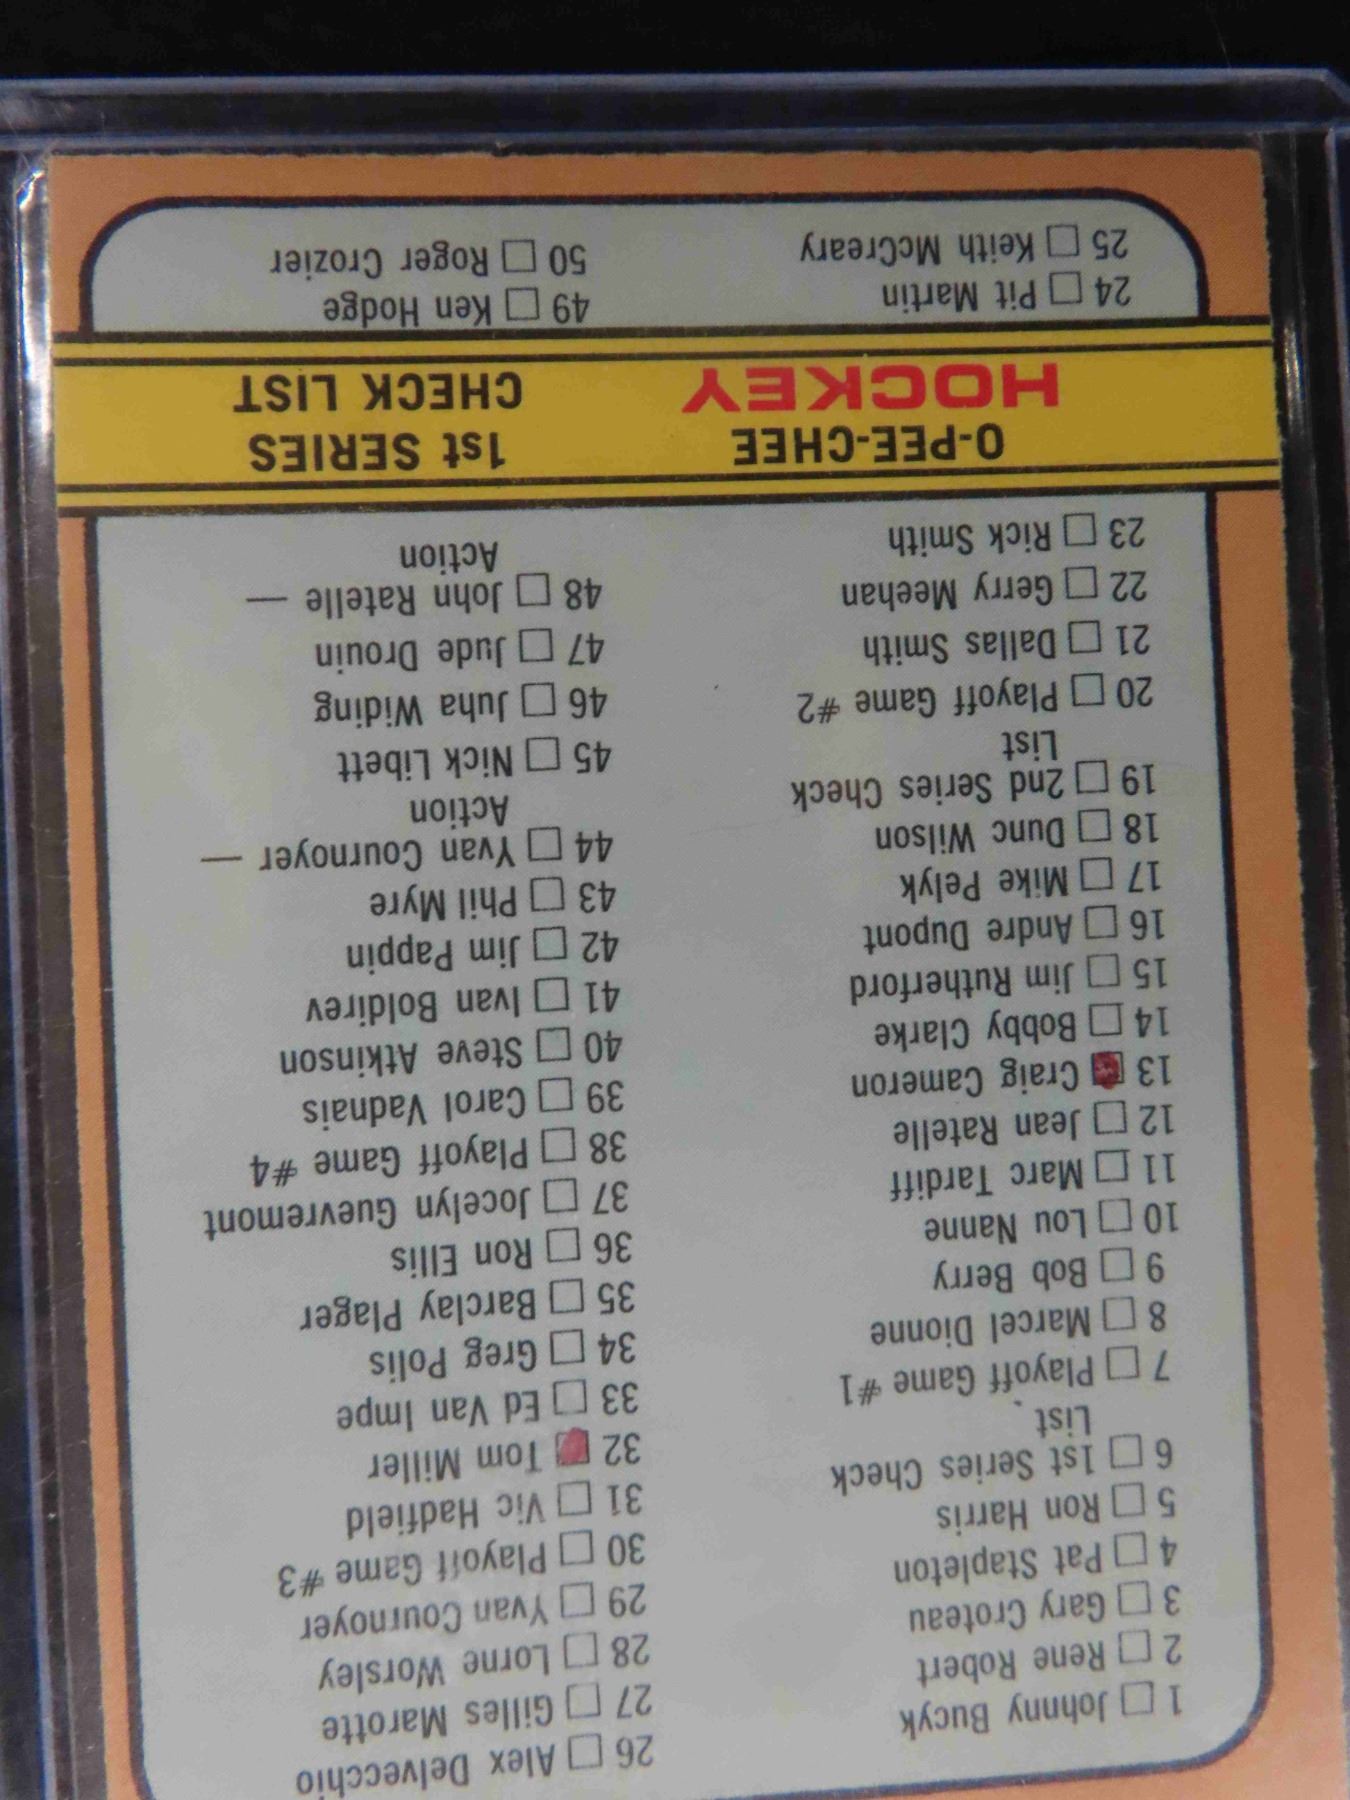 1 Johnny Bucyk
2 Rene Robert
3 Gary Croteau
4 Pat Stapleton
5 Ron Harris
6 1st Series Check
List
7 Playoff Game #1
8 Marcel Dionne
9 Bob Berry
10 Lou Nanne
11 Marc Tardiff
12 Jean Ratelle
13 Craig Cameron
14 Bobby Clarke
15 Jim Rutherford
16 Andre Dupont
17 Mike Pelyk
18 Dunc Wilson
19 2nd Series Check
List
20 Playoff Game #2
21 Dallas Smith
22 Gerry Meehan
23 Rick Smith
26 Alex Delvecchio
27 Gilles Marotte
28 Lorne Worsley
29 Yvan Cournoyer
30 Playoff Game #3
31 Vic Hadfield
32 Tom Miller
33 Ed Van Impe
34 Greg Polis
35 Barclay Plager
36 Ron Ellis
37 Jocelyn Guevremont
38 Playoff Game #4
39 Carol Vadnais
40 Steve Atkinson
41 Ivan Boldirev
42 Jim Pappin
43 Phil Myre
44 Yvan Cournoyer —
Action
45 Nick Libett
46 Juha Widing
47 Jude Drouin
48 John Ratelle —
Action
O-PEE-CHEE
HOCKEY
1st SERIES
CHECK LIST
24 Pit Martin
25 Keith McCreary
49 Ken Hodge
50 Roger Crozier